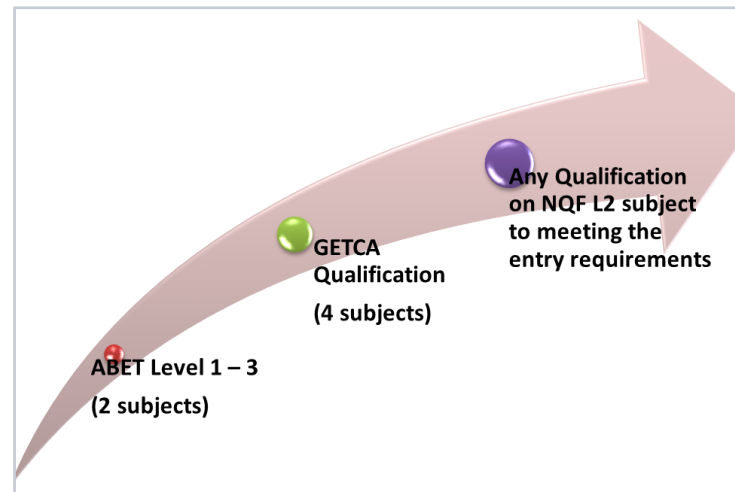 ABET Level 1 – 3
(2 subjects)
GETCA
Qualification
(4 subjects)
Any Qualification
on NQF L2 subject
to meeting the
entry requirements